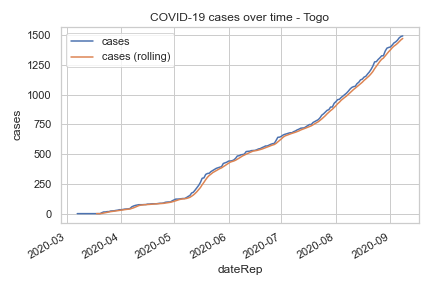 COVID-19 cases over time - Togo
cases
cases (rolling)
1500
1250
1000
750
500
250
0
cases
2020-03
2020-04
2020-05
2020-06
2020-07
2020-08
2020-09
dateRep